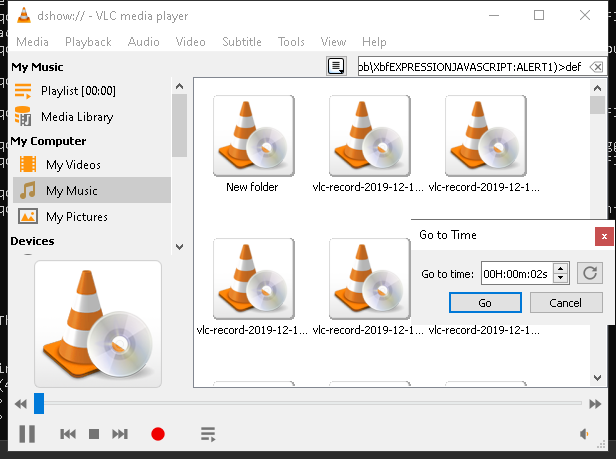 dshow:// - VLC media player
Media Playback Audio Video Subtitle Tools View Help
My Music
ob\XbfEXPRESSIONJAVASCRIPT:ALERT1)>def
Playlist [00:00]
Media Library
My Computer
My Videos
My Music
My Pictures
Devices
New folder
vlc-record-2019-12-1...
vlc-record-2019-12-1...
vlc-record-2019-12-1...
vlc-record-2019-12-1...
vlc-record-2019-12-1...
Go to Time
Go to time: 00H:00m:02s
Go Cancel